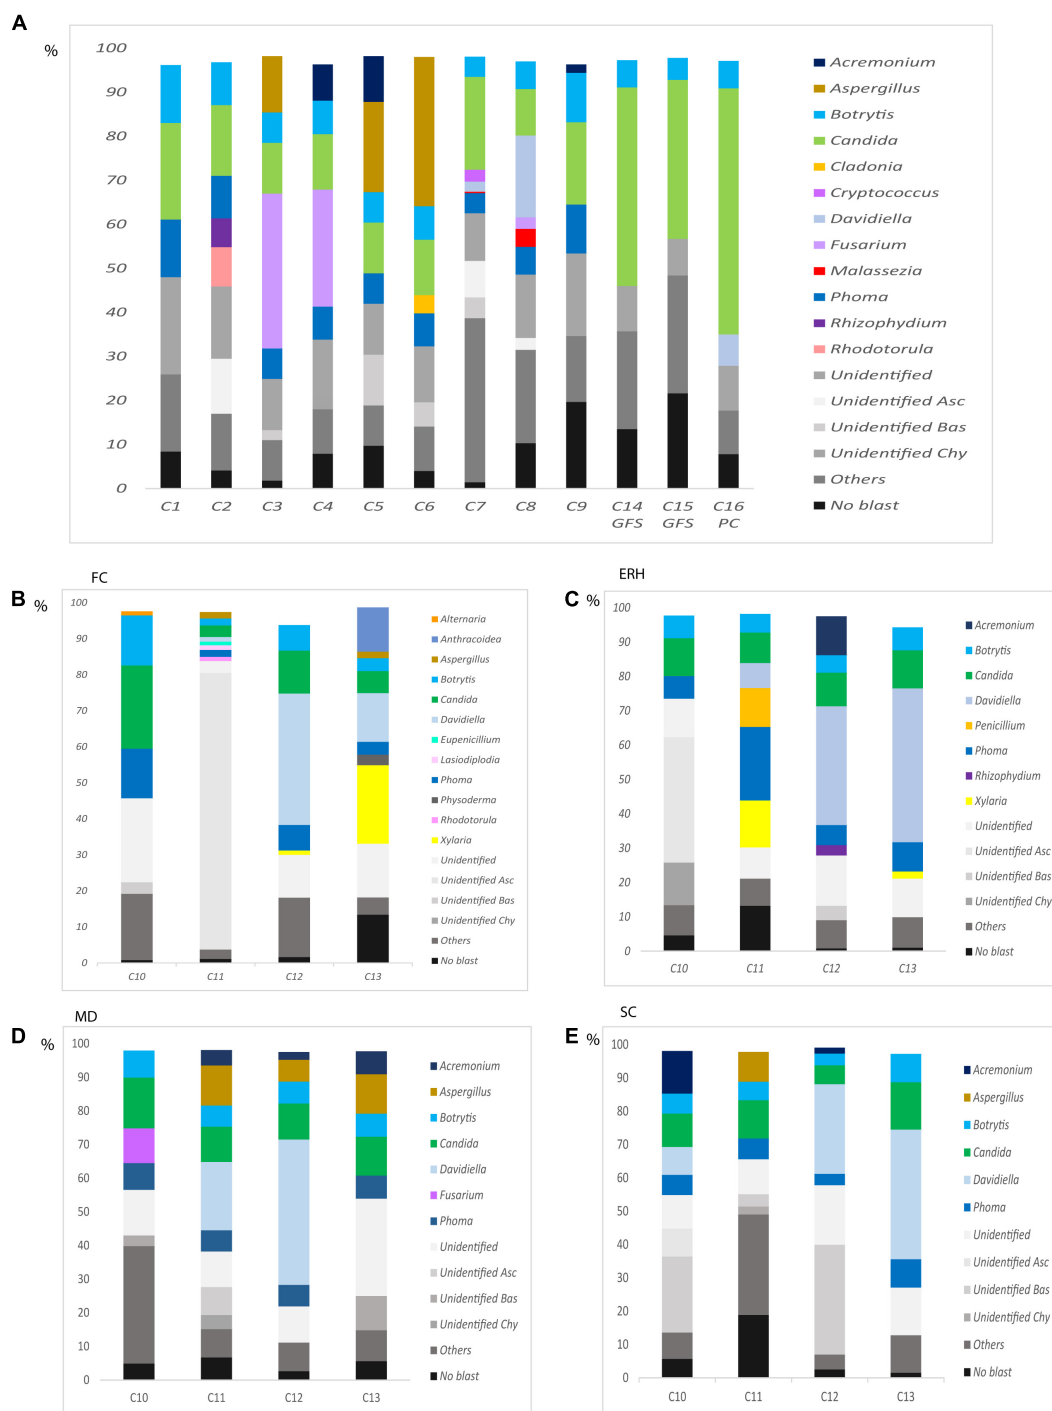 A
%
100
90
80
70
60
50
40
30
20
10
0
C1 C2 C3 C4 C5 C6 C7 C8 C9 C14 C15 C16
GFS GFS PC
Acremonium
Aspergillus
Botrytis
Candida
Cladonia
Cryptococcus
Davidiella
Fusarium
Malassezia
Phoma
Rhizophydium
Rhodotorula
Unidentified
Unidentified Asc
Unidentified Bas
Unidentified Chy
Others
No blast
B
FC
%
100
90
80
70
60
50
40
30
20
10
0
C10 C11 C12 C13
Alternaria
Anthracoidea
Aspergillus
Botrytis
Candida
Davidiella
Eupenicillium
Lasiodiplodia
Phoma
Physoderma
Rhodotorula
Xylaria
Unidentified
Unidentified Asc
Unidentified Bas
Unidentified Chy
Others
No blast
C
ERH
%
100
90
80
70
60
50
40
30
20
10
0
C10 C11 C12 C13
Acremonium
Botrytis
Candida
Davidiella
Penicillium
Phoma
Rhizophydium
Xylaria
Unidentified
Unidentified Asc
Unidentified Bas
Unidentified Chy
Others
No blast
D
MD
%
100
90
80
70
60
50
40
30
20
10
0
C10 C11 C12 C13
Acremonium
Aspergillus
Botrytis
Candida
Davidiella
Fusarium
Phoma
Unidentified
Unidentified Asc
Unidentified Bas
Unidentified Chy
Others
No blast
E
SC
%
100
90
80
70
60
50
40
30
20
10
0
C10 C11 C12 C13
Acremonium
Aspergillus
Botrytis
Candida
Davidiella
Phoma
Unidentified
Unidentified Asc
Unidentified Bas
Unidentified Chy
Others
No blast